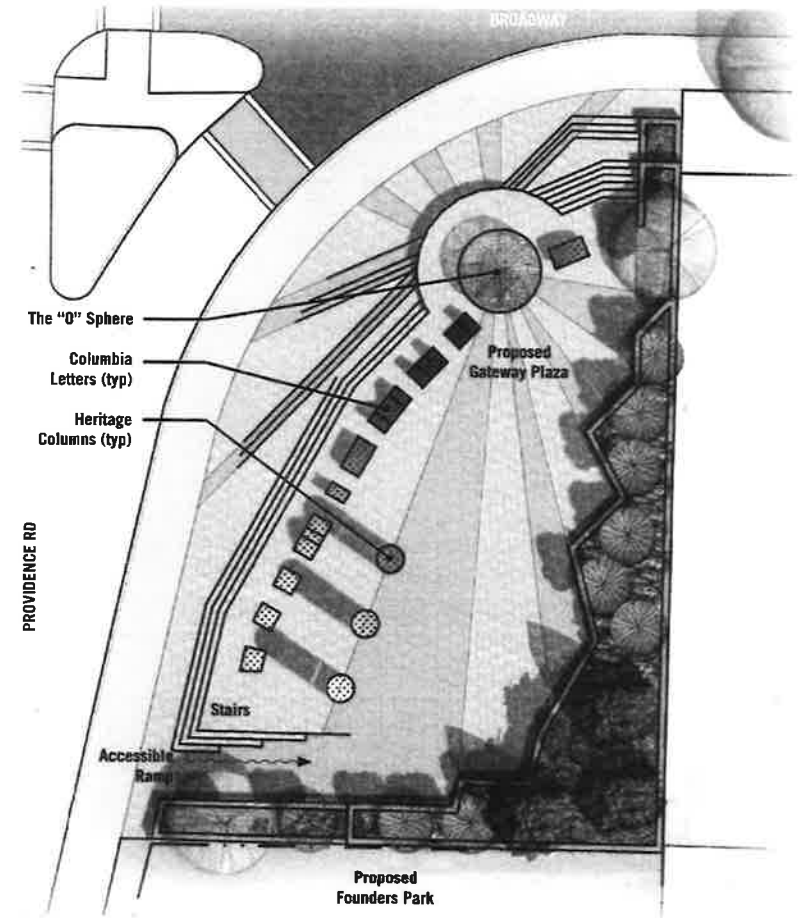 BROADWAY
The "O" Sphere
Columbia
Letters (typ)
Heritage
Columns (typ)
Proposed
Gateway Plaza
PROVIDENCE RD
Stairs
Accessible
Ramp
Proposed
Founders Park